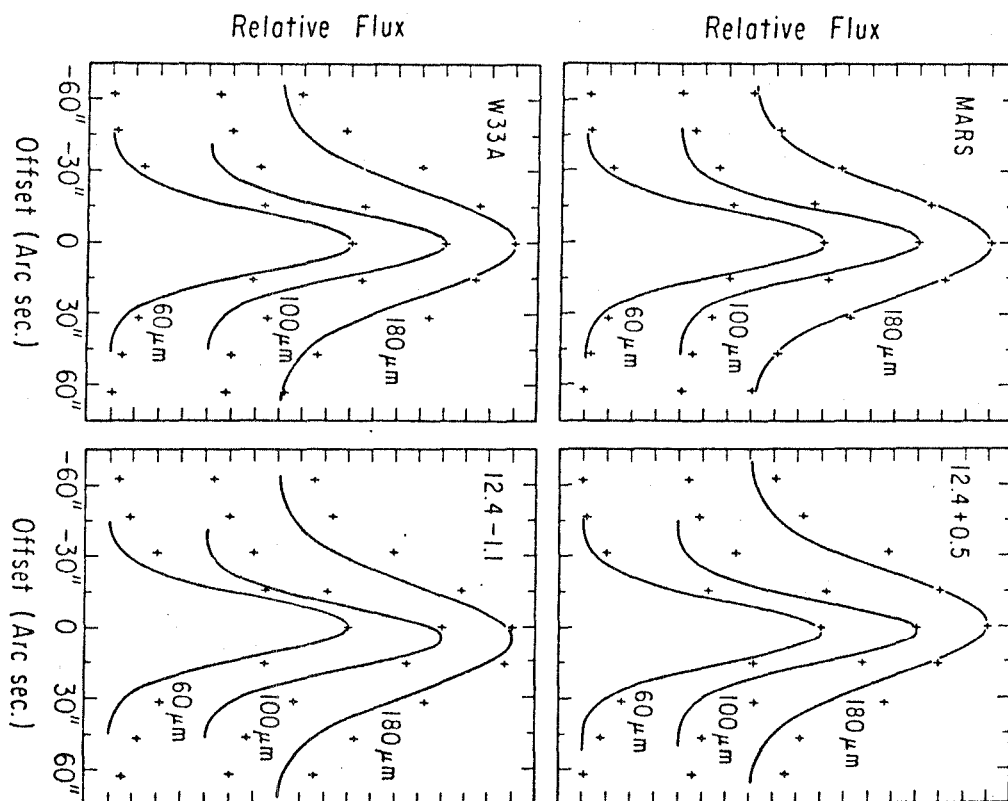 Relative Flux
MARS
180μm
100μm
60μm
12.4+0.5
180μm
100μm
60μm
Relative Flux
W33A
180μm
100μm
60μm
-60" -30" 0 30" 60"
Offset (Arc sec.)
12.4-1.1
180μm
100μm
60μm
-60" -30" 0 30" 60"
Offset (Arc sec.)